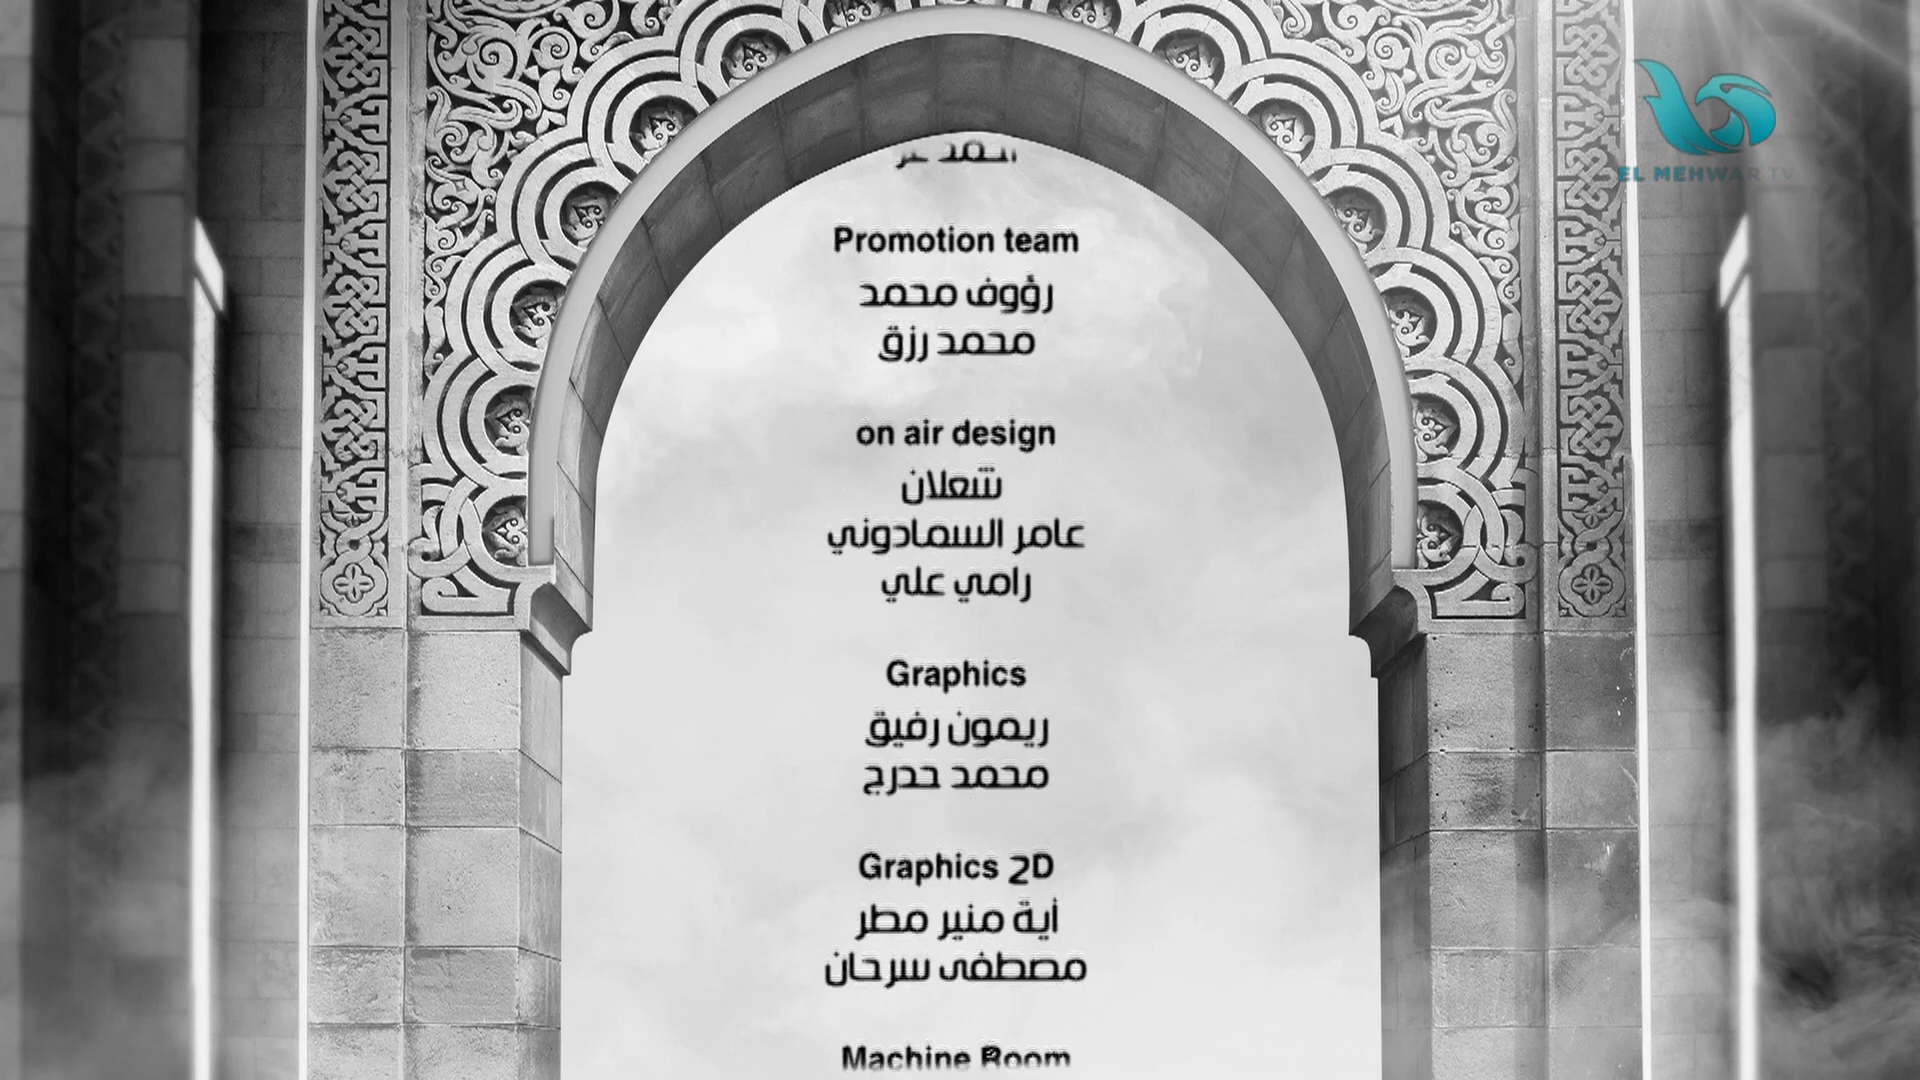 EL MEHWAR TV
Promotion team
رؤوف محمد
محمد رزق
on air design
شعلان
عامر السمادوني
رامي علي
Graphics
ريمون رفيق
محمد حدرج
Graphics 2D
أية منير مطر
مصطفى سرحان
Machine Room